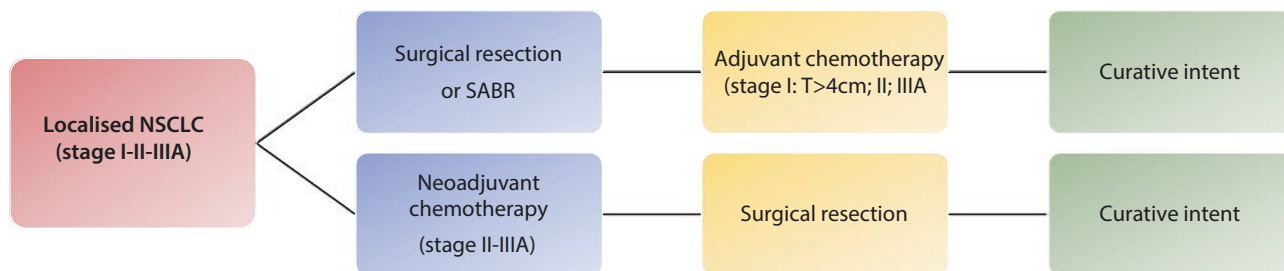 Localised NSCLC
(stage I-II-IIIA)
Surgical resection
or SABR
Adjuvant chemotherapy
(stage I: T>4cm; II; IIIA
Curative intent
Neoadjuvant
chemotherapy
(stage II-IIIA)
Surgical resection
Curative intent